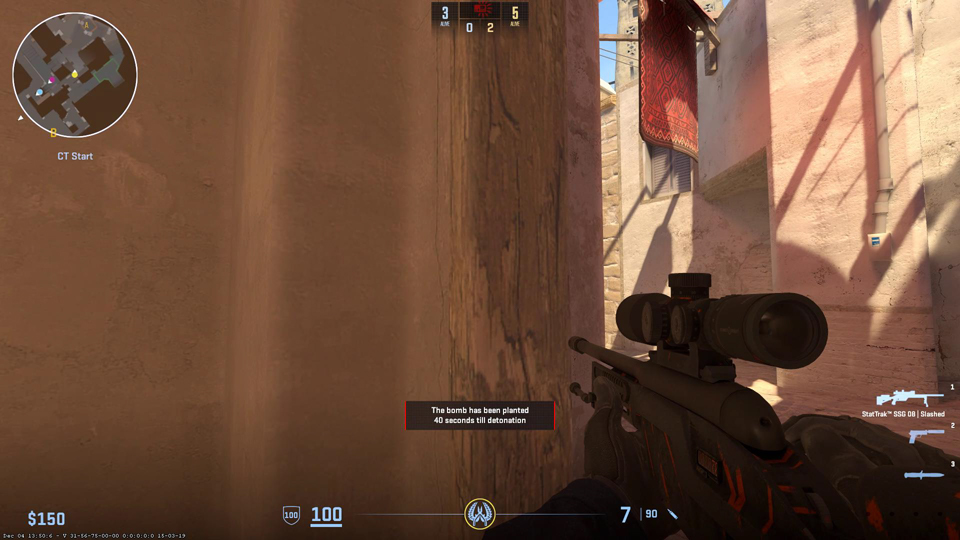 3
5
ALIVE
ALIVE
0
2
A
B
CT Start
The bomb has been planted
40 seconds till detonation
1
StatTrak™ SSG 08 | Slashed
2
3
$150
100
100
7 | 90